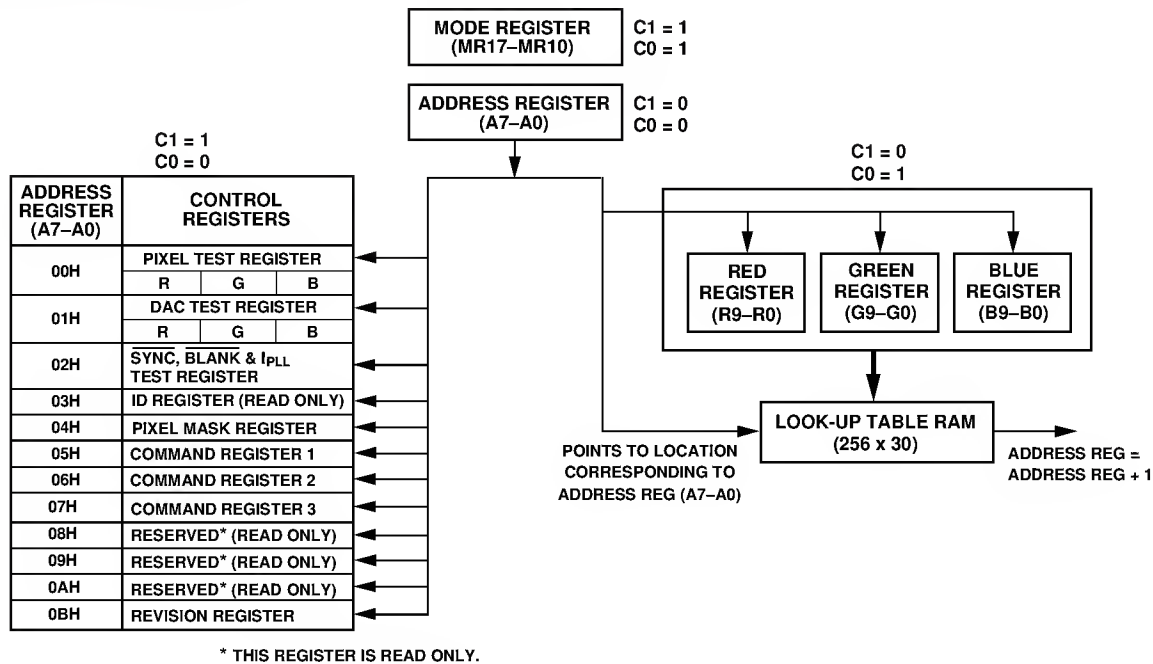 MODE REGISTER
(MR17–MR10)
C1 = 1
C0 = 1
ADDRESS REGISTER
(A7–A0)
C1 = 0
C0 = 0
C1 = 1
C0 = 0
ADDRESS
REGISTER
(A7–A0)
CONTROL
REGISTERS
00H
PIXEL TEST REGISTER
R G B
01H
DAC TEST REGISTER
R G B
02H
SYNC, BLANK & IPLL
TEST REGISTER
03H ID REGISTER (READ ONLY)
04H PIXEL MASK REGISTER
05H COMMAND REGISTER 1
06H COMMAND REGISTER 2
07H COMMAND REGISTER 3
08H RESERVED* (READ ONLY)
09H RESERVED* (READ ONLY)
0AH RESERVED* (READ ONLY)
0BH REVISION REGISTER
C1 = 0
C0 = 1
RED
REGISTER
(R9–R0)
GREEN
REGISTER
(G9–G0)
BLUE
REGISTER
(B9–B0)
LOOK-UP TABLE RAM
(256 x 30)
POINTS TO LOCATION
CORRESPONDING TO
ADDRESS REG (A7–A0)
ADDRESS REG =
ADDRESS REG + 1
* THIS REGISTER IS READ ONLY.